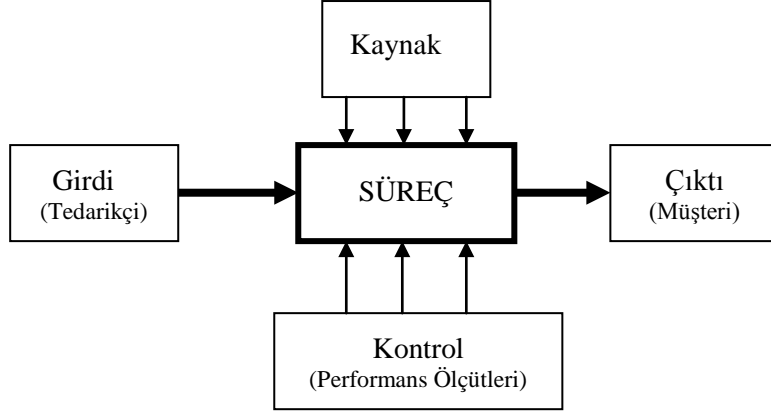 Kaynak
Girdi
(Tedarikçi)
SÜREÇ
Çıktı
(Müşteri)
Kontrol
(Performans Ölçütleri)